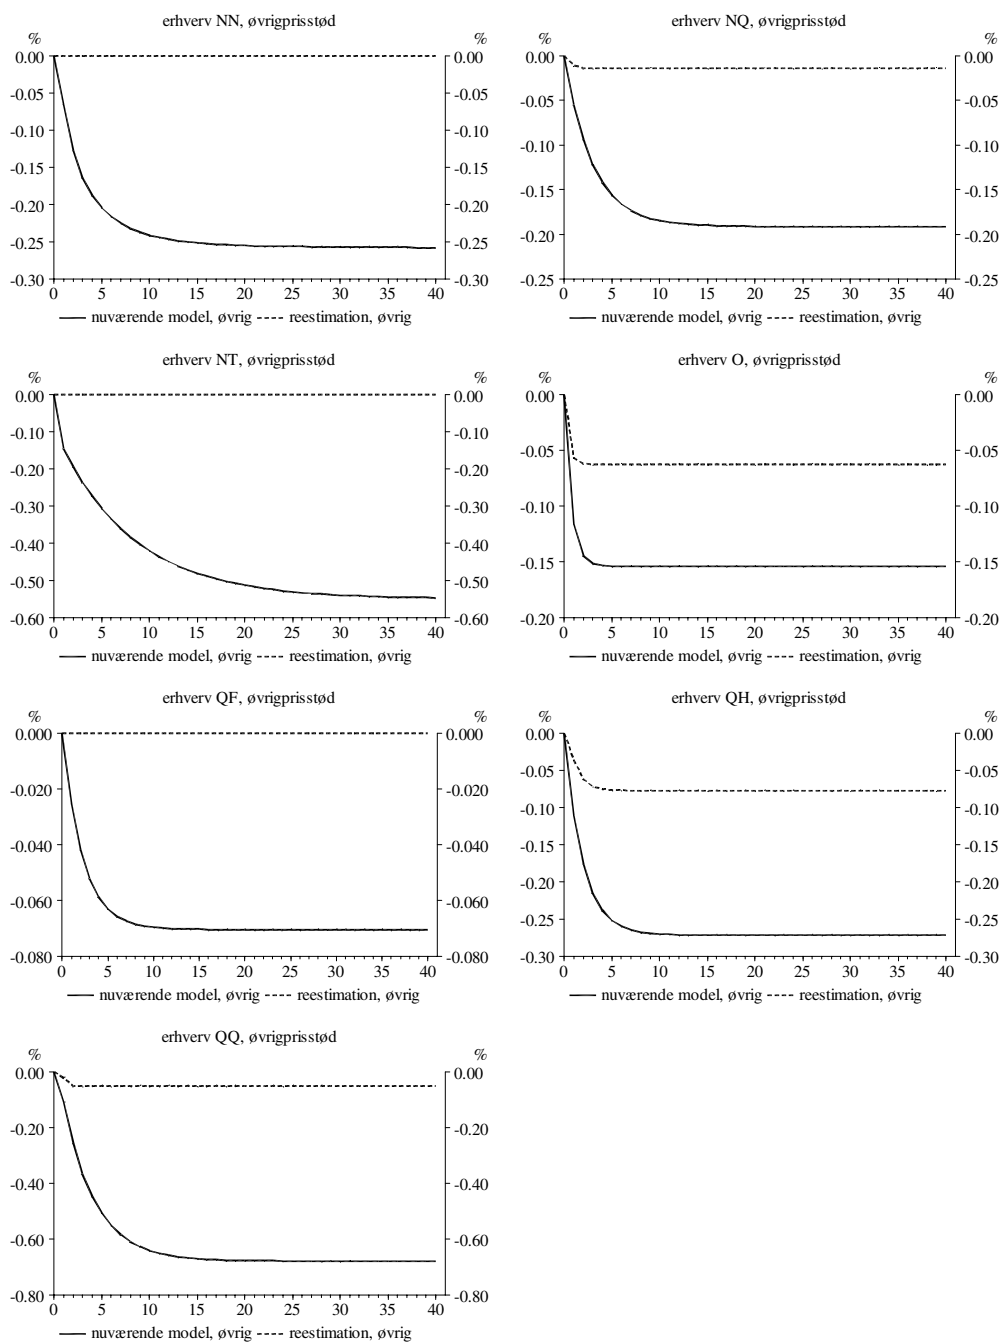 erhverv NN, øvrigprisstød
% %
0.00 0.00
-0.05 -0.05
-0.10 -0.10
-0.15 -0.15
-0.20 -0.20
-0.25 -0.25
-0.30 -0.30
0 5 10 15 20 25 30 35 40
nuværende model, øvrig reestimation, øvrig
erhverv NQ, øvrigprisstød
% %
0.00 0.00
-0.05 -0.05
-0.10 -0.10
-0.15 -0.15
-0.20 -0.20
-0.25 -0.25
0 5 10 15 20 25 30 35 40
nuværende model, øvrig reestimation, øvrig
erhverv NT, øvrigprisstød
% %
0.00 0.00
-0.10 -0.10
-0.20 -0.20
-0.30 -0.30
-0.40 -0.40
-0.50 -0.50
-0.60 -0.60
0 5 10 15 20 25 30 35 40
nuværende model, øvrig reestimation, øvrig
erhverv O, øvrigprisstød
% %
0.00 0.00
-0.05 -0.05
-0.10 -0.10
-0.15 -0.15
-0.20 -0.20
0 5 10 15 20 25 30 35 40
nuværende model, øvrig reestimation, øvrig
erhverv QF, øvrigprisstød
% %
0.000 0.000
-0.020 -0.020
-0.040 -0.040
-0.060 -0.060
-0.080 -0.080
0 5 10 15 20 25 30 35 40
nuværende model, øvrig reestimation, øvrig
erhverv QH, øvrigprisstød
% %
0.00 0.00
-0.05 -0.05
-0.10 -0.10
-0.15 -0.15
-0.20 -0.20
-0.25 -0.25
-0.30 -0.30
0 5 10 15 20 25 30 35 40
nuværende model, øvrig reestimation, øvrig
erhverv QQ, øvrigprisstød
% %
0.00 0.00
-0.20 -0.20
-0.40 -0.40
-0.60 -0.60
-0.80 -0.80
0 5 10 15 20 25 30 35 40
nuværende model, øvrig reestimation, øvrig